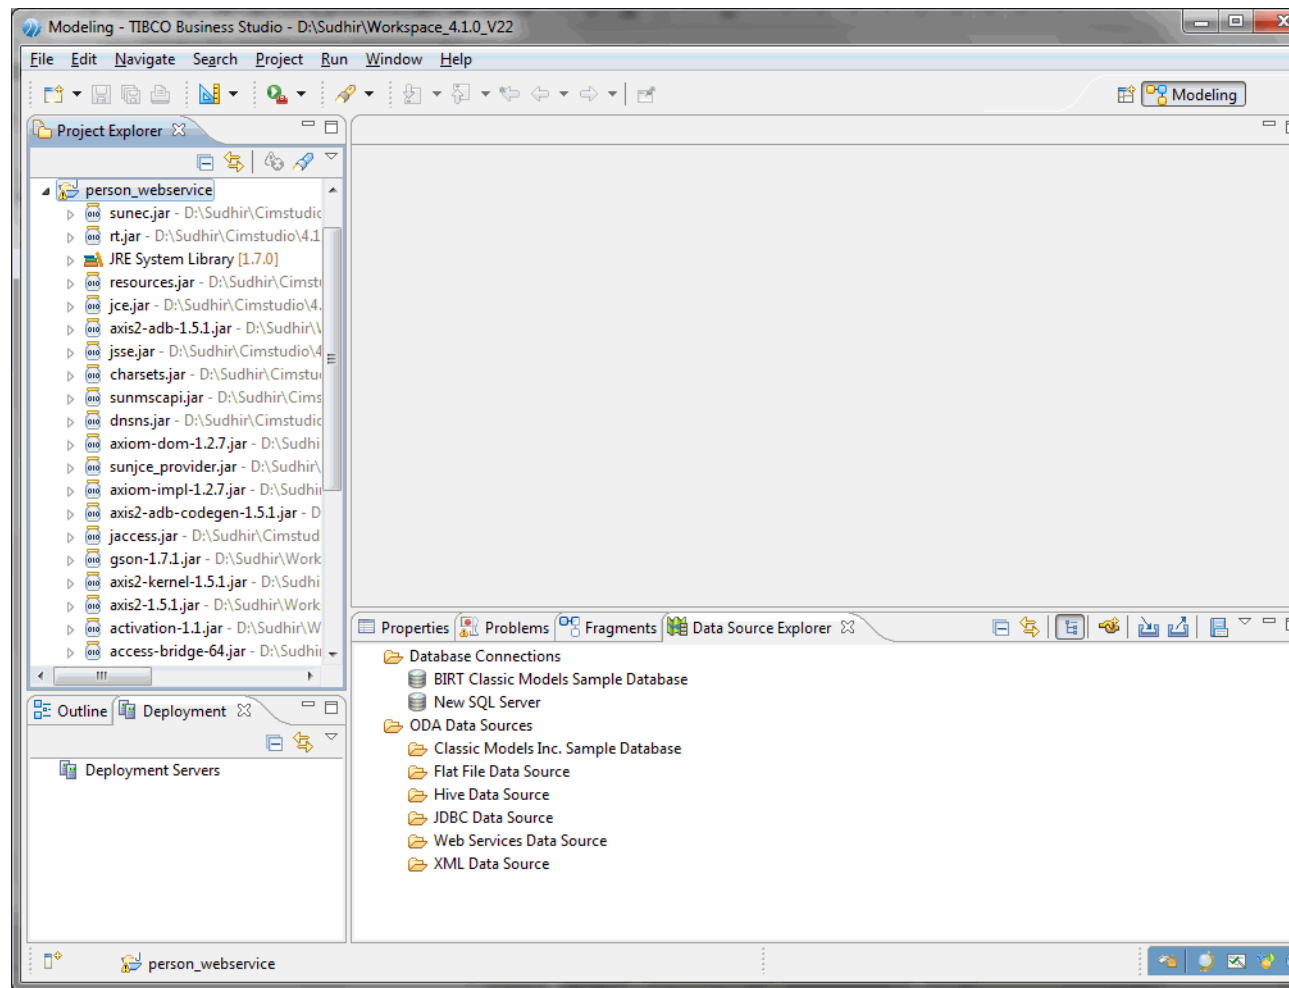 Modeling - TIBCO Business Studio - D:\Sudhir\Workspace_4.1.0_V22
File Edit Navigate Search Project Run Window Help
Modeling
Project Explorer
person_webservice
sunec.jar - D:\Sudhir\Cimstudio
rt.jar - D:\Sudhir\Cimstudio\4.1
JRE System Library [1.7.0]
resources.jar - D:\Sudhir\Cimst
jce.jar - D:\Sudhir\Cimstudio\4.
axis2-adb-1.5.1.jar - D:\Sudhir\
jsse.jar - D:\Sudhir\Cimstudio\4
charsets.jar - D:\Sudhir\Cimstu
sunmscapi.jar - D:\Sudhir\Cims
dnsns.jar - D:\Sudhir\Cimstudio
axiom-dom-1.2.7.jar - D:\Sudhi
sunjce_provider.jar - D:\Sudhir\
axiom-impl-1.2.7.jar - D:\Sudhir
axis2-adb-codegen-1.5.1.jar - D
jaccess.jar - D:\Sudhir\Cimstud
gson-1.7.1.jar - D:\Sudhir\Work
axis2-kernel-1.5.1.jar - D:\Sudhi
axis2-1.5.1.jar - D:\Sudhir\Work
activation-1.1.jar - D:\Sudhir\W
access-bridge-64.jar - D:\Sudhir
Properties Problems Fragments Data Source Explorer
Database Connections
BIRT Classic Models Sample Database
New SQL Server
ODA Data Sources
Classic Models Inc. Sample Database
Flat File Data Source
Hive Data Source
JDBC Data Source
Web Services Data Source
XML Data Source
Outline Deployment
Deployment Servers
person_webservice